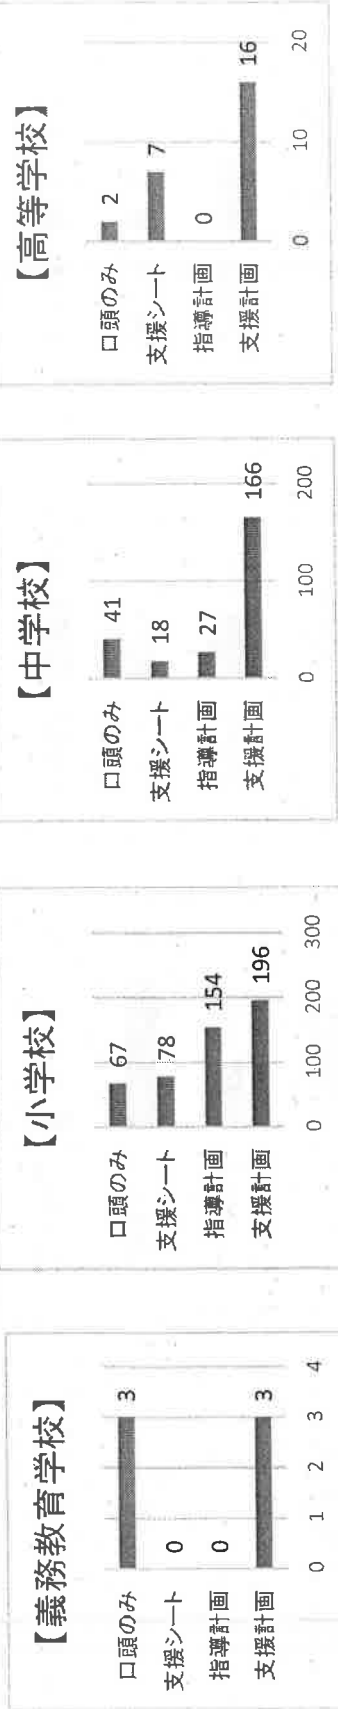 【義務教育学校】
口頭のみ 3
支援シート 0
指導計画 0
支援計画 3
0 1 2 3 4
【小学校】
口頭のみ 67
支援シート 78
指導計画 154
支援計画 196
0 100 200 300
【中学校】
口頭のみ 41
支援シート 18
指導計画 27
支援計画 166
0 100 200
【高等学校】
口頭のみ 2
支援シート 7
指導計画 0
支援計画 16
0 10 20